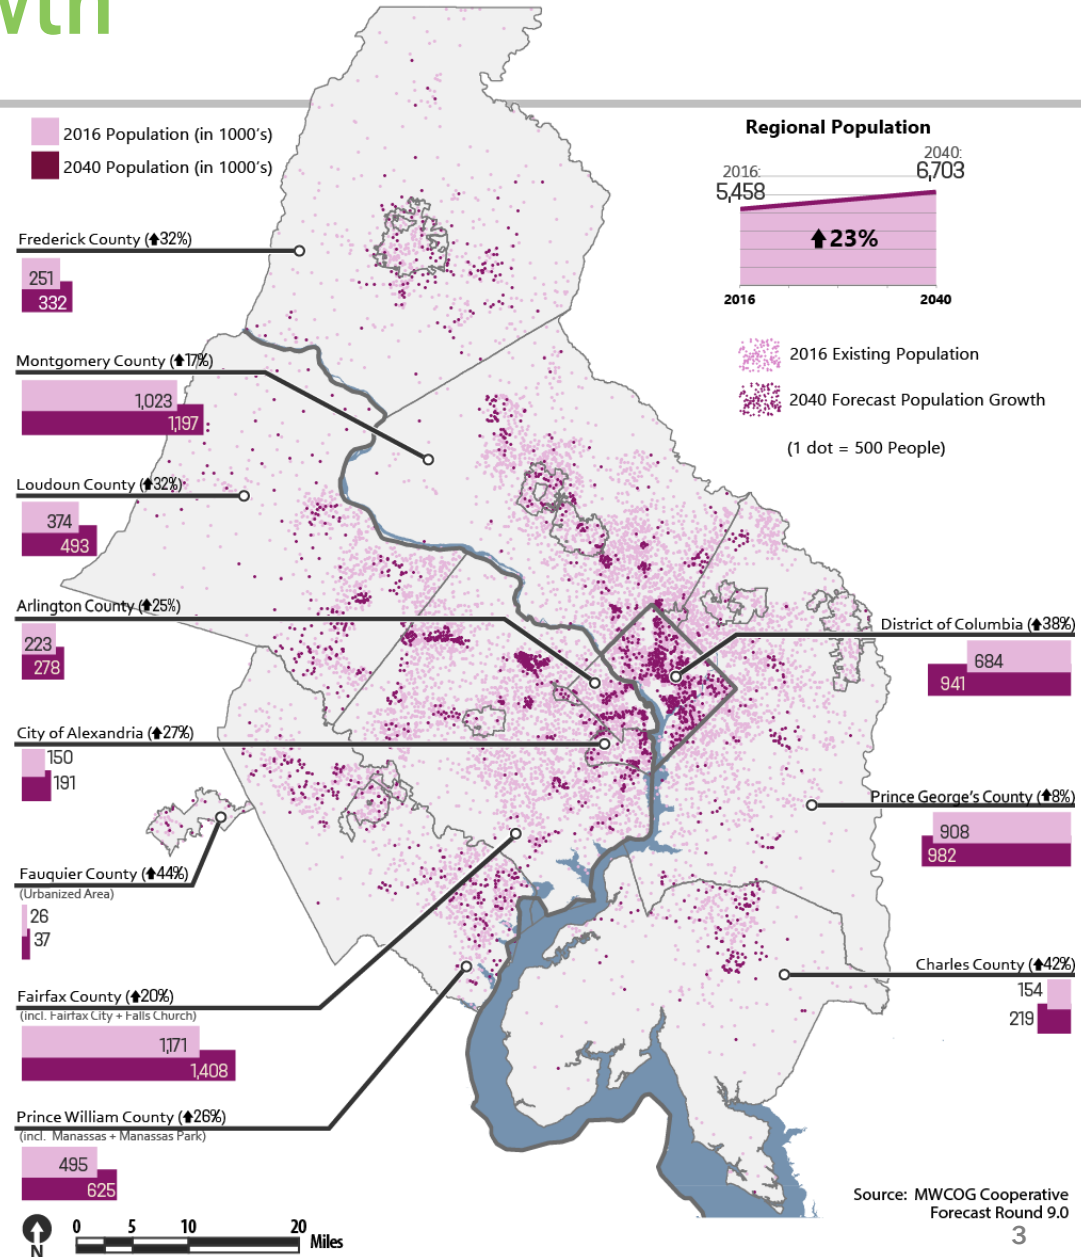 2016 Population (in 1000's)
2040 Population (in 1000's)
Regional Population
2016:
5,458
2040:
6,703
23%
2016
2040
2016 Existing Population
2040 Forecast Population Growth
(1 dot = 500 People)
Frederick County (32%)
251
332
Montgomery County (17%)
1,023
1,197
Loudoun County (32%)
374
493
Arlington County (25%)
223
278
City of Alexandria (27%)
150
191
Fauquier County (44%)
(Urbanized Area)
26
37
Fairfax County (20%)
(incl. Fairfax City + Falls Church)
1,171
1,408
Prince William County (26%)
(incl. Manassas + Manassas Park)
495
625
District of Columbia (38%)
684
941
Prince George's County (8%)
908
982
Charles County (42%)
154
219
N
0 5 10 20
Miles
Source: MWCOG Cooperative
Forecast Round 9.0
3